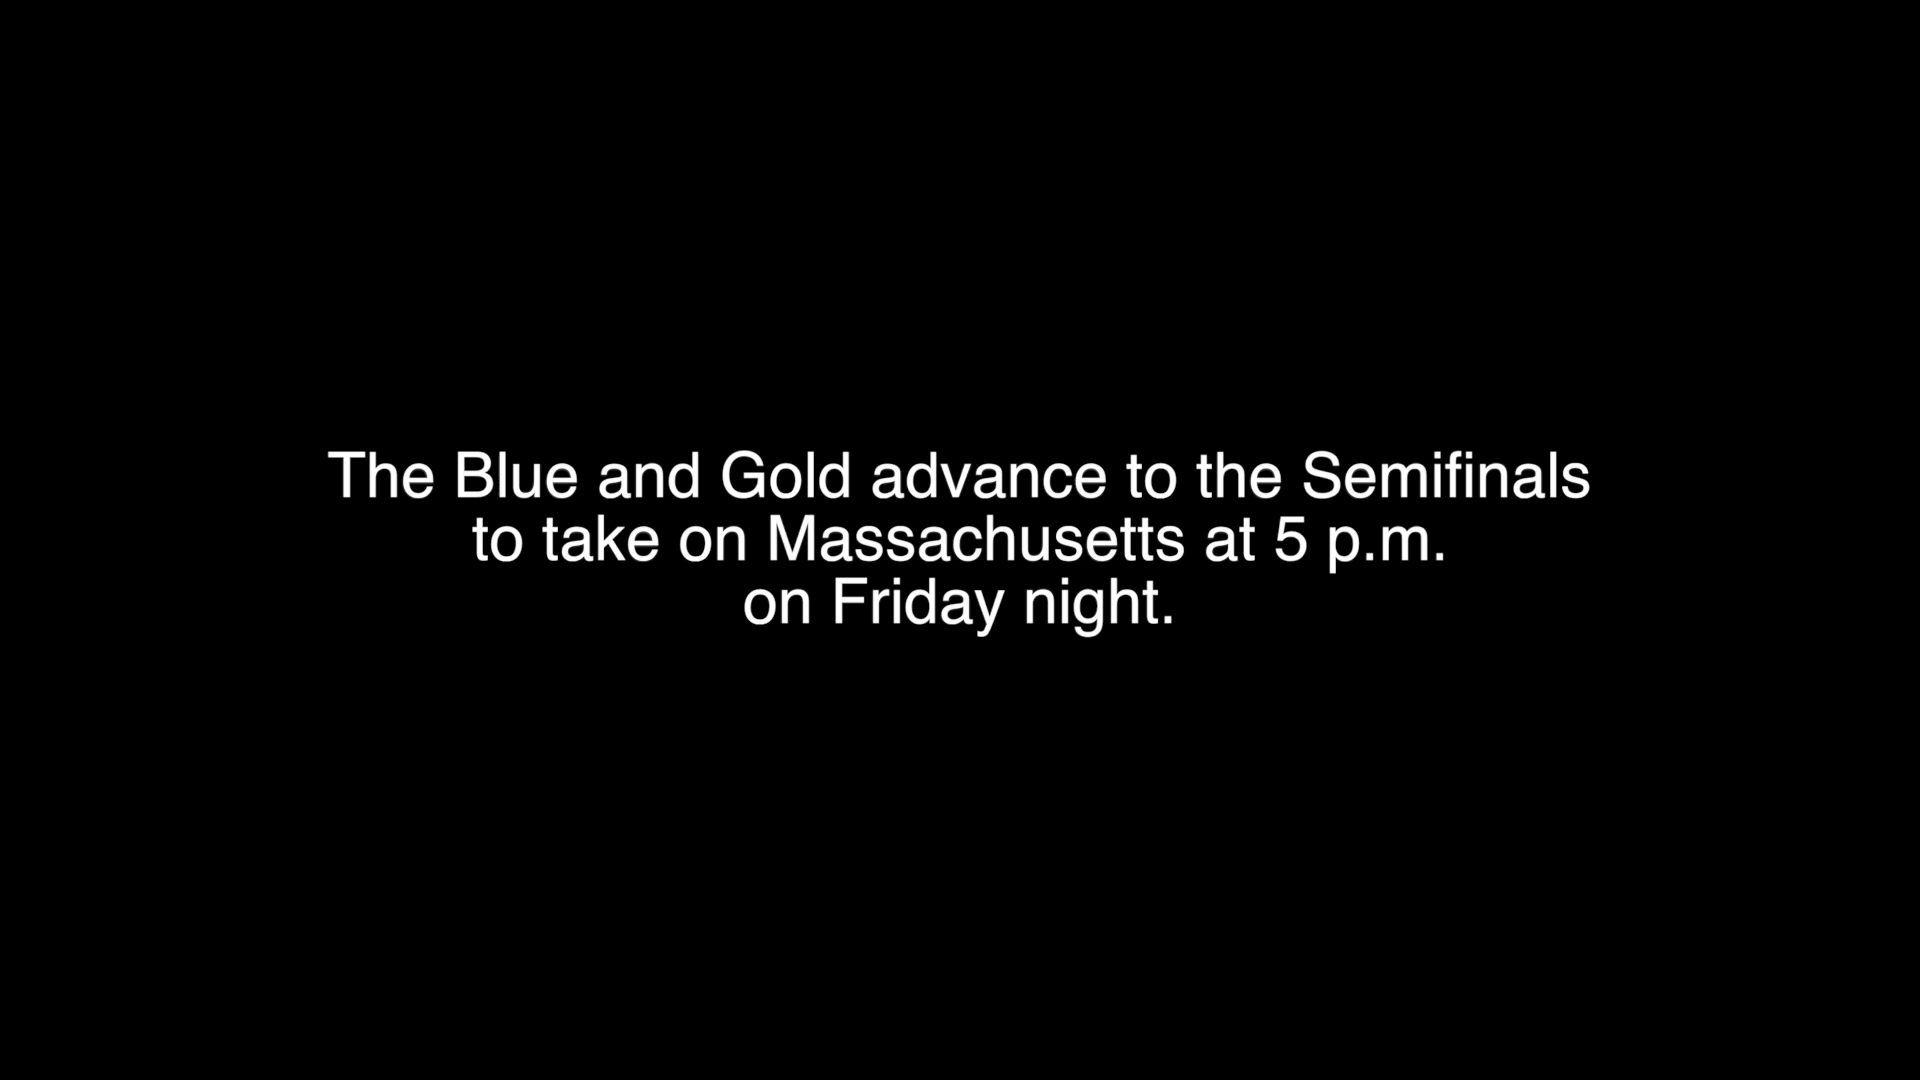 The Blue and Gold advance to the Semifinals
to take on Massachusetts at 5 p.m.
on Friday night.